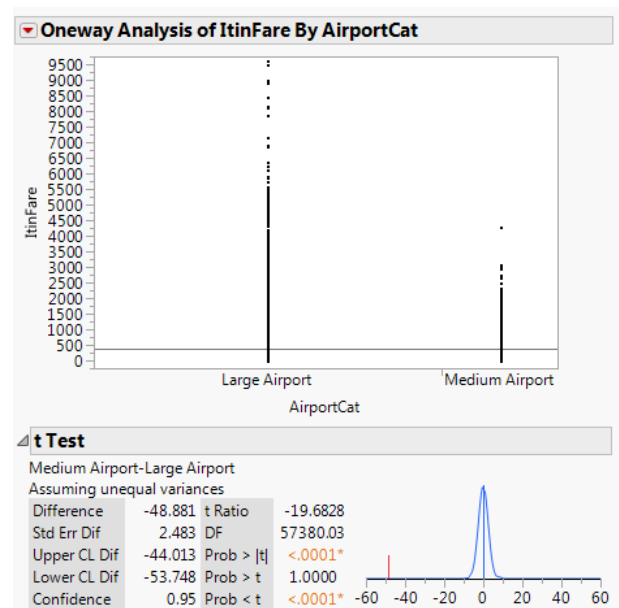 Oneway Analysis of ItinFare By AirportCat
9500
9000
8500
8000
7500
7000
6500
6000
5500
5000
4500
4000
3500
3000
2500
2000
1500
1000
500
0
ItinFare
Large Airport Medium Airport
AirportCat
t Test
Medium Airport-Large Airport
Assuming unequal variances
Difference -48.881 t Ratio -19.6828
Std Err Dif 2.483 DF 57380.03
Upper CL Dif -44.013 Prob > |t| <.0001*
Lower CL Dif -53.748 Prob > t 1.0000
Confidence 0.95 Prob < t <.0001*
-60 -40 -20 0 20 40 60